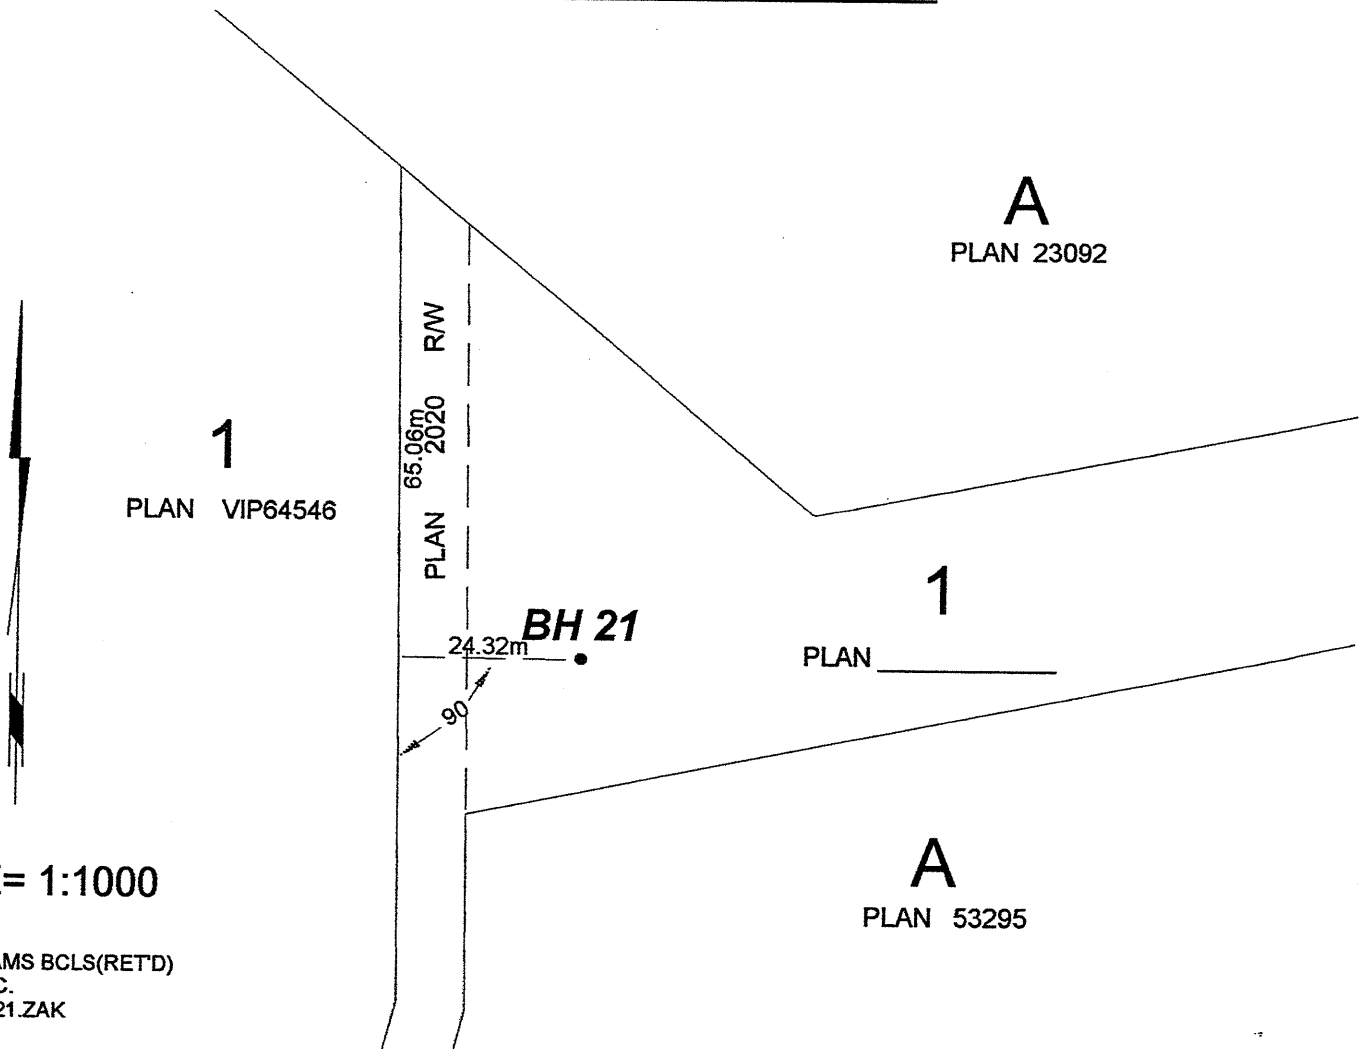 A
PLAN 23092
PLAN 2020 R/W
65.06m
1
PLAN VIP64546
BH 21
24.32m
90
1
PLAN
= 1:1000
A
PLAN 53295
AMS BCLS(RET'D)
C.
21.ZAK